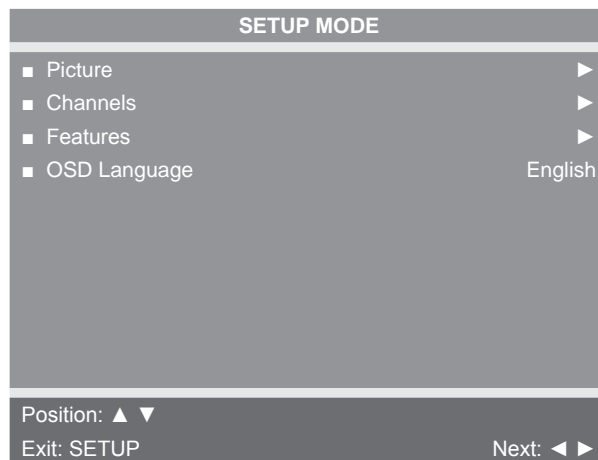 SETUP MODE
■ Picture ►
■ Channels ►
■ Features ►
■ OSD Language English
Position: ▲ ▼
Exit: SETUP Next: ◄ ►